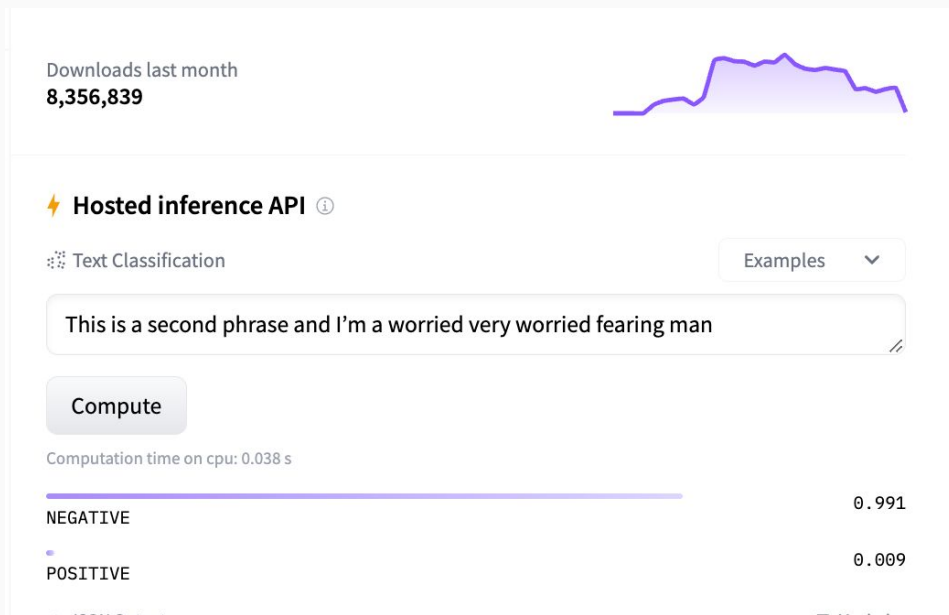 Downloads last month
8,356,839
Hosted inference API
Text Classification
Examples
This is a second phrase and I’m a worried very worried fearing man
Compute
Computation time on cpu: 0.038 s
0.991
NEGATIVE
0.009
POSITIVE